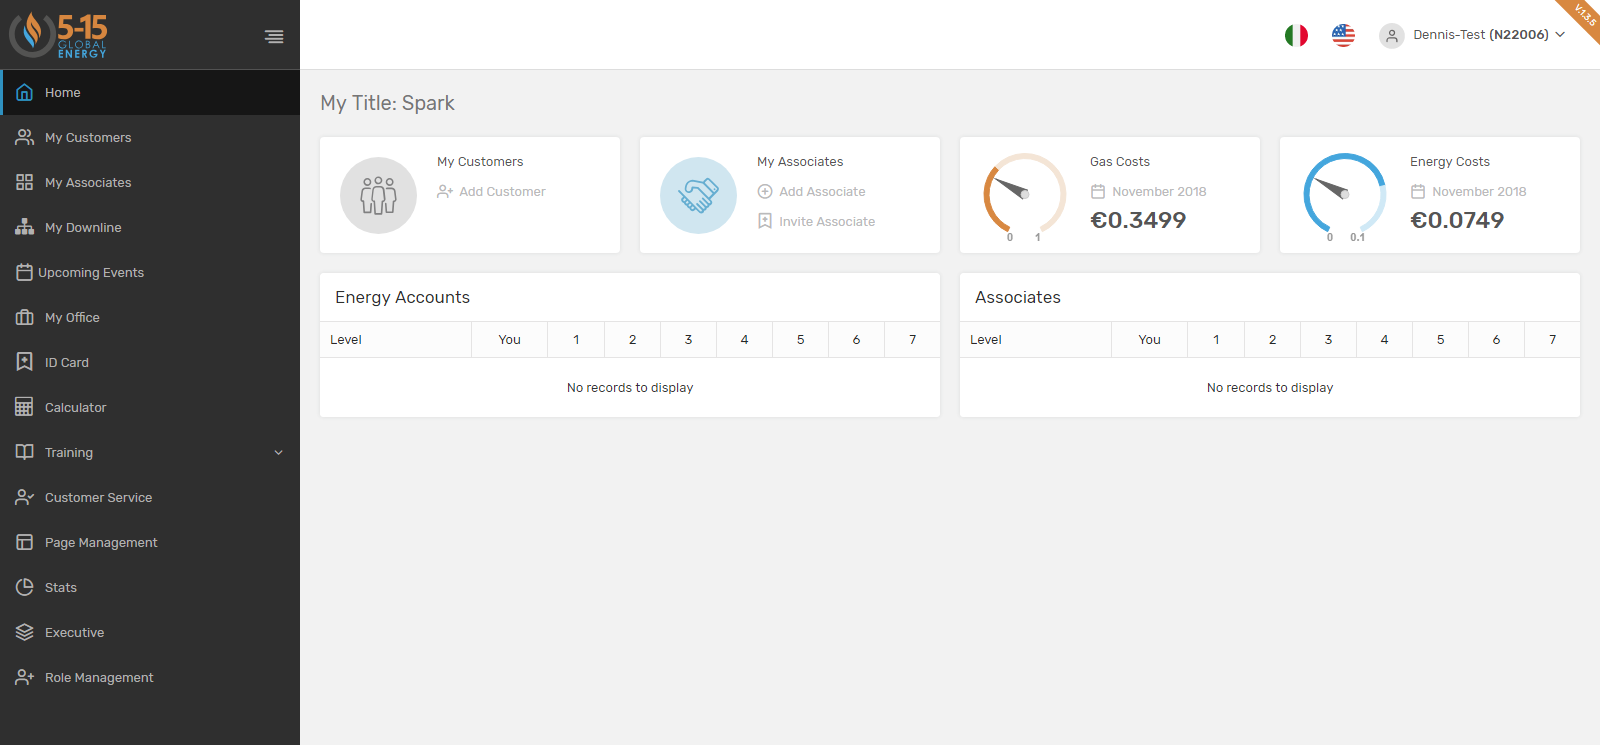 5-15
GLOBAL
ENERGY
Home
My Customers
My Associates
My Downline
Upcoming Events
My Office
ID Card
Calculator
Training
Customer Service
Page Management
Stats
Executive
Role Management
Dennis-Test (N22006)
V.1.3.5
My Title: Spark
My Customers
Add Customer
My Associates
Add Associate
Invite Associate
Gas Costs
November 2018
€0.3499
0 1
Energy Costs
November 2018
€0.0749
0 0.1
Energy Accounts
Level You 1 2 3 4 5 6 7
No records to display
Associates
Level You 1 2 3 4 5 6 7
No records to display